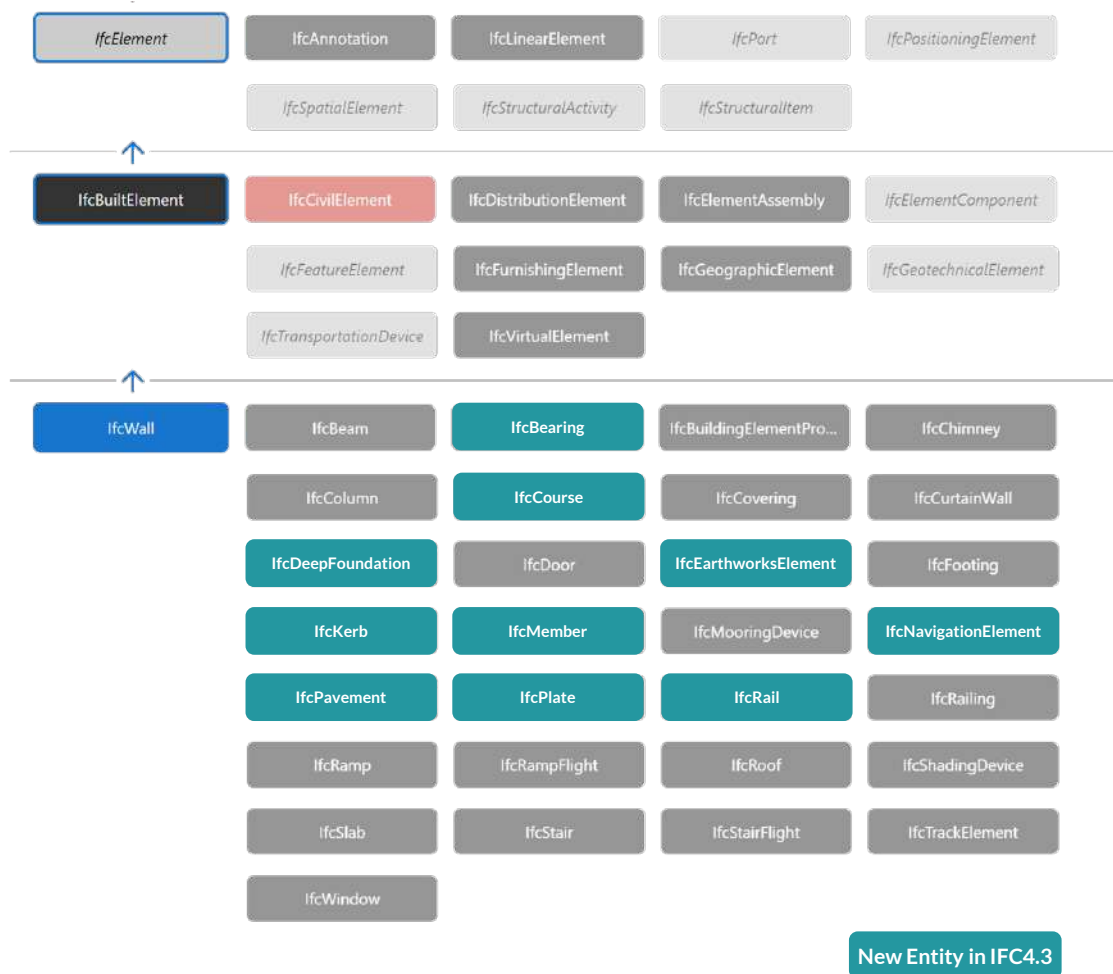 IfcElement IfcAnnotation IfcLinearElement IfcPort IfcPositioningElement
IfcSpatialElement IfcStructuralActivity IfcStructuralItem
IfcBuiltElement IfcCivilElement IfcDistributionElement IfcElementAssembly IfcElementComponent
IfcFeatureElement IfcFurnishingElement IfcGeographicElement IfcGeotechnicalElement
IfcTransportationDevice IfcVirtualElement
IfcWall IfcBeam IfcBearing IfcBuildingElementPro... IfcChimney
IfcColumn IfcCourse IfcCovering IfcCurtainWall
IfcDeepFoundation IfcDoor IfcEarthworksElement IfcFooting
IfcKerb IfcMember IfcMooringDevice IfcNavigationElement
IfcPavement IfcPlate IfcRail IfcRailing
IfcRamp IfcRampFlight IfcRoof IfcShadingDevice
IfcSlab IfcStair IfcStairFlight IfcTrackElement
IfcWindow
New Entity in IFC4.3